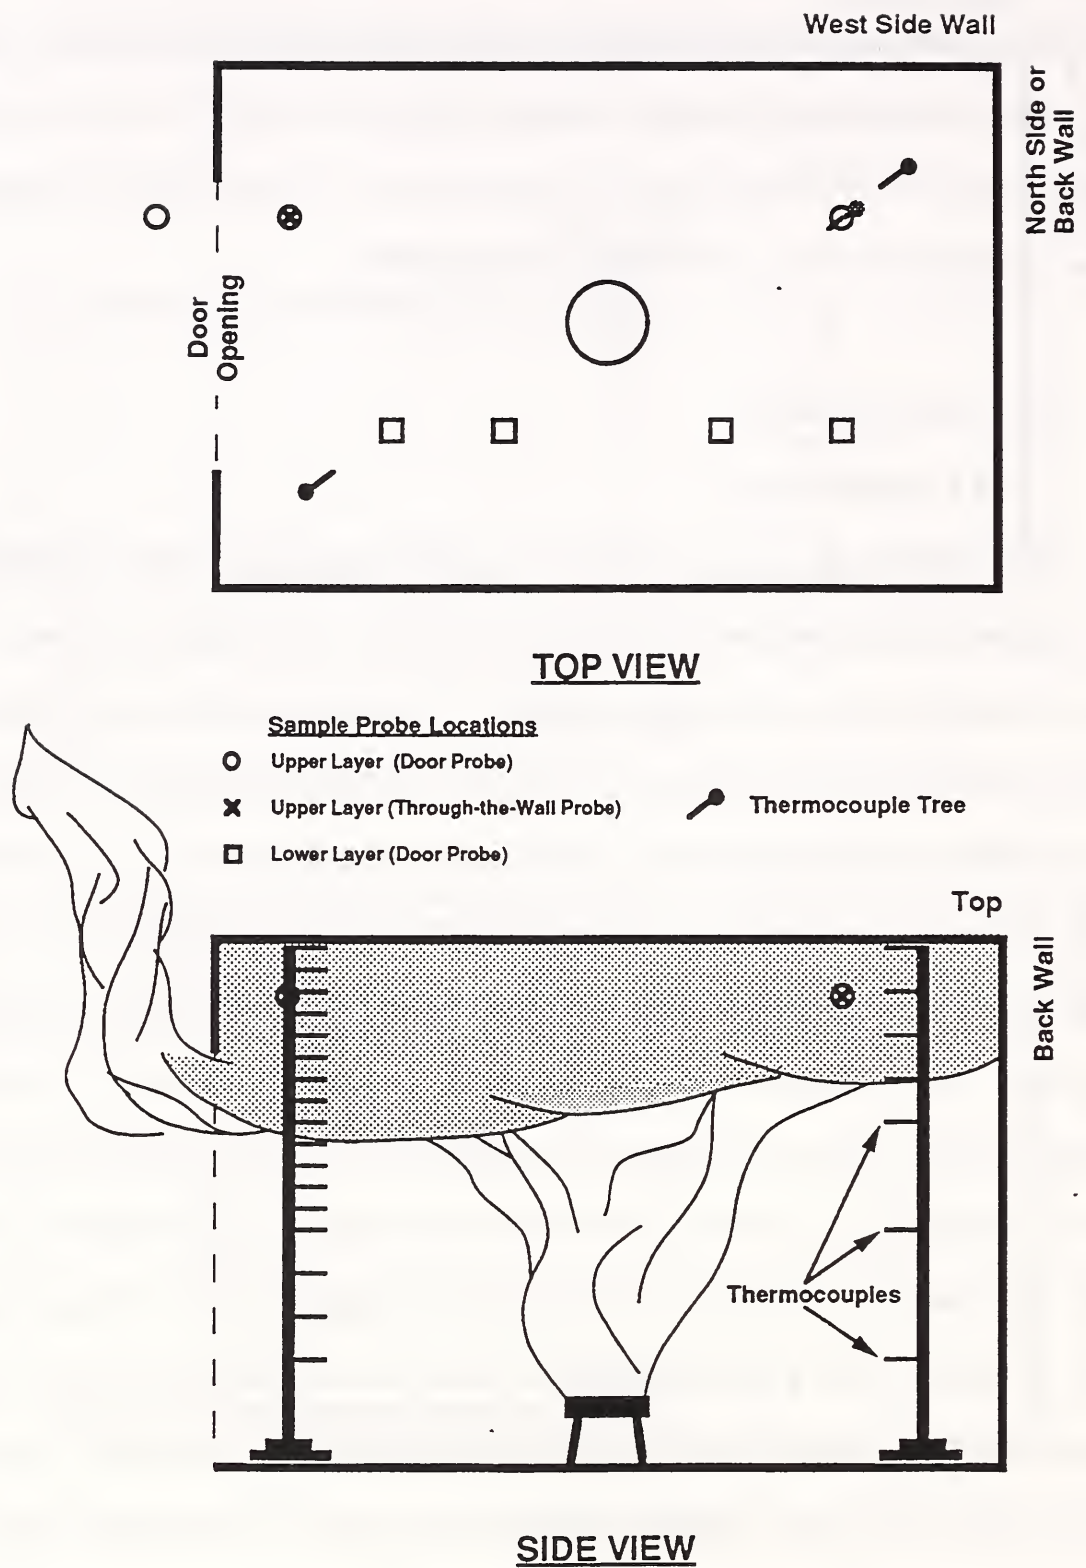 West Side Wall
North Side or
Back Wall
Door
Opening
TOP VIEW
Sample Probe Locations
Upper Layer (Door Probe)
Upper Layer (Through-the-Wall Probe)
Thermocouple Tree
Lower Layer (Door Probe)
Top
Back Wall
Thermocouples
SIDE VIEW